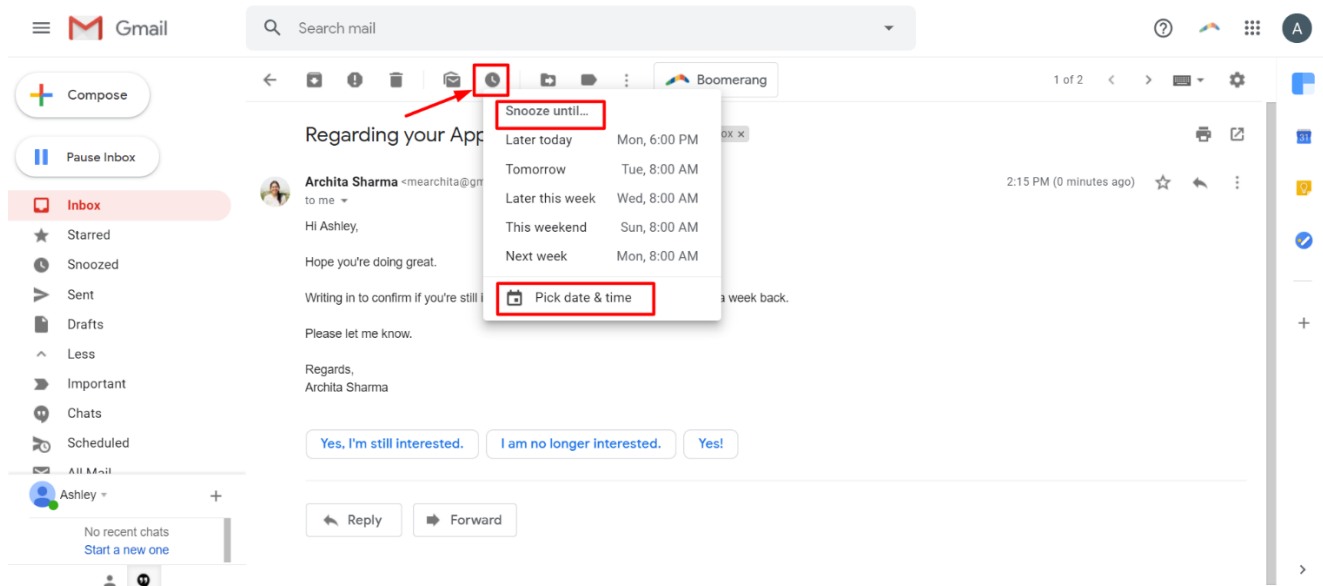 Gmail
Search mail
A
Compose
Pause Inbox
Inbox
Starred
Snoozed
Sent
Drafts
Less
Important
Chats
Scheduled
All Mail
Ashley
No recent chats
Start a new one
Boomerang
1 of 2
31
Regarding your App
Archita Sharma <mearchita@gm
2:15 PM (0 minutes ago)
to me
Hi Ashley,
Hope you're doing great.
Writing in to confirm if you're still i
a week back.
Please let me know.
Regards,
Archita Sharma
Snooze until...
Later today Mon, 6:00 PM
Tomorrow Tue, 8:00 AM
Later this week Wed, 8:00 AM
This weekend Sun, 8:00 AM
Next week Mon, 8:00 AM
Pick date & time
Yes, I'm still interested. I am no longer interested. Yes!
Reply Forward